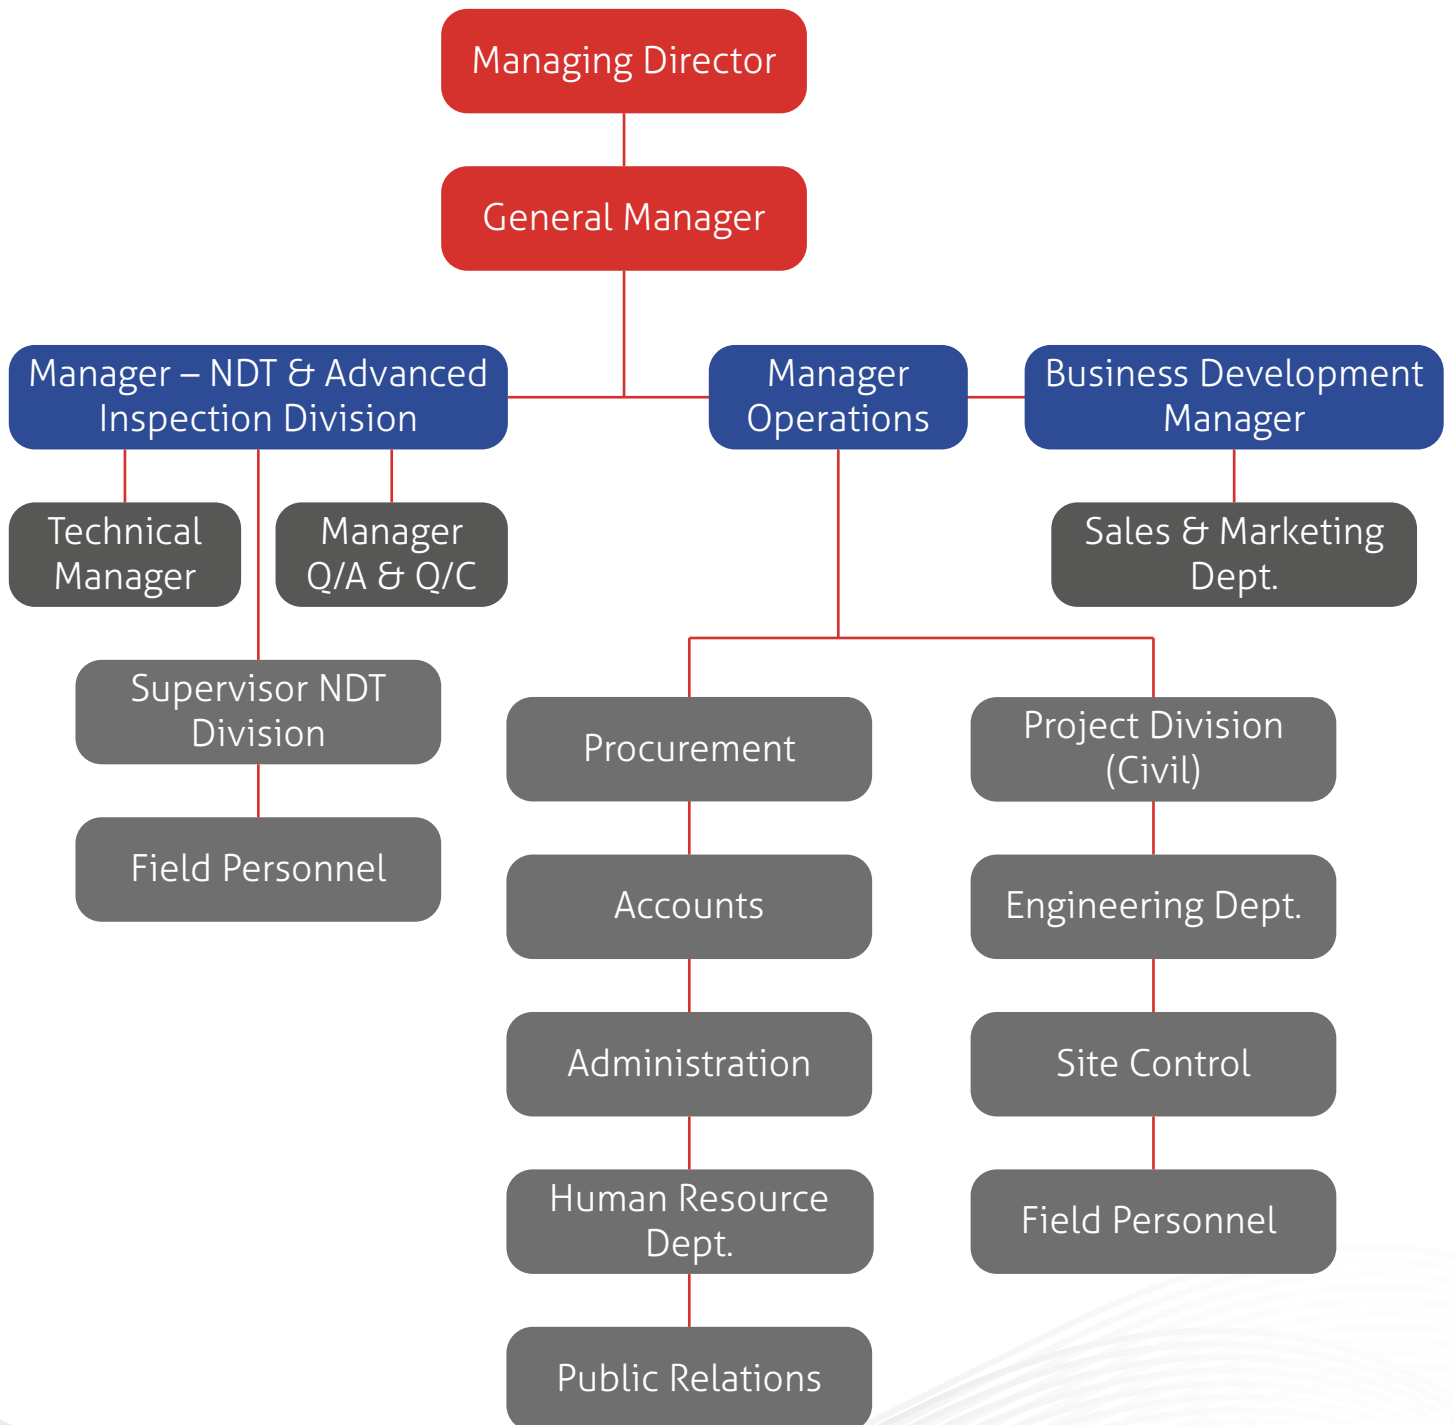 Managing Director
General Manager
Manager – NDT & Advanced
Inspection Division
Manager
Operations
Business Development
Manager
Technical
Manager
Manager
Q/A & Q/C
Sales & Marketing
Dept.
Supervisor NDT
Division
Field Personnel
Procurement
Accounts
Administration
Human Resource
Dept.
Public Relations
Project Division
(Civil)
Engineering Dept.
Site Control
Field Personnel